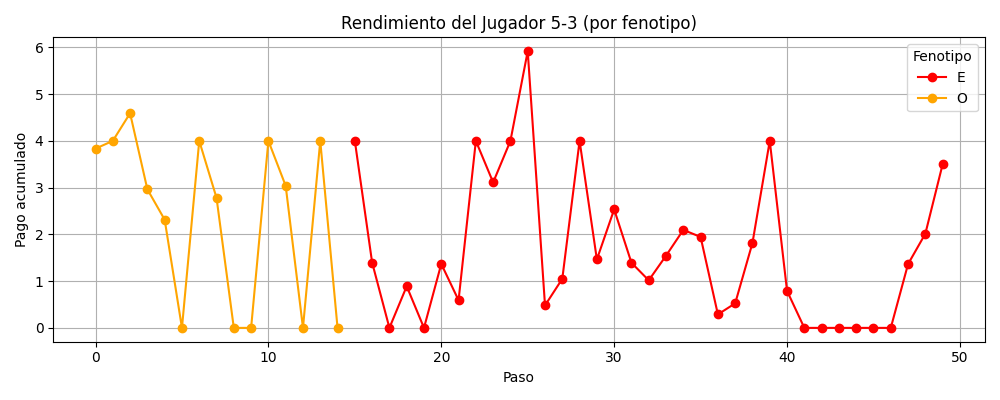 Rendimiento del Jugador 5-3 (por fenotipo)
Fenotipo
E
O
Pago acumulado
6
5
4
3
2
1
0
0 10 20 30 40 50
Paso